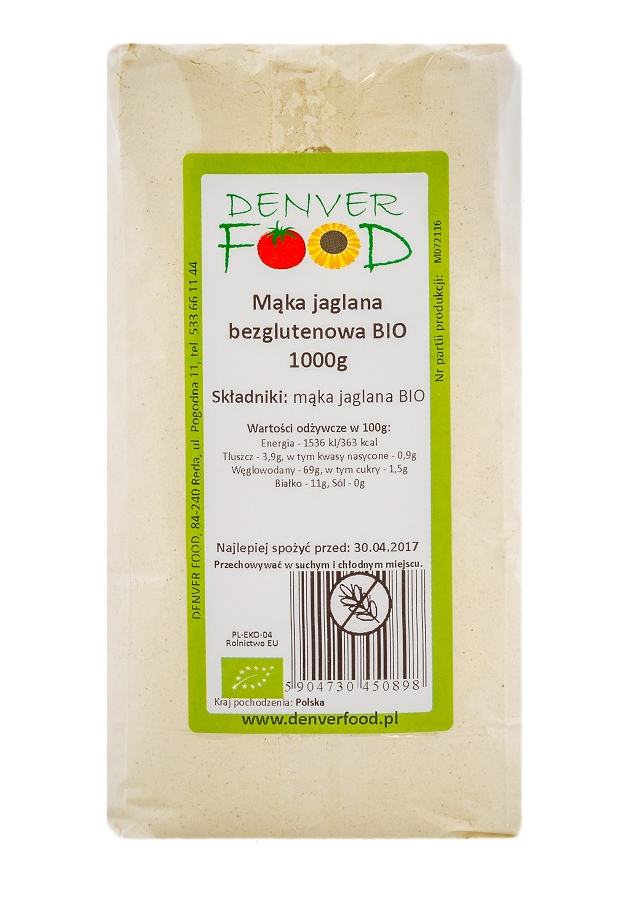 DENVER
FOOD
Mąka jaglana
bezglutenowa BIO
1000g
Składniki: mąka jaglana BIO
Wartości odżywcze w 100g:
Energia - 1536 kJ/363 kcal
Tłuszcz - 3,9g, w tym kwasy nasycone - 0,9g
Węglowodany - 69g, w tym cukry - 1,5g
Białko - 11g, Sól - 0g
Najlepiej spożyć przed: 30.04.2017
Przechowywać w suchym i chłodnym miejscu.
PL-EKO-04
Rolnictwo EU
5 904730 450898
Kraj pochodzenia: Polska
www.denverfood.pl
DENVER FOOD, 84-240 Reda, ul Pogodna 11, tel. 533 66 11 44
Nr partii produkcji: M072116